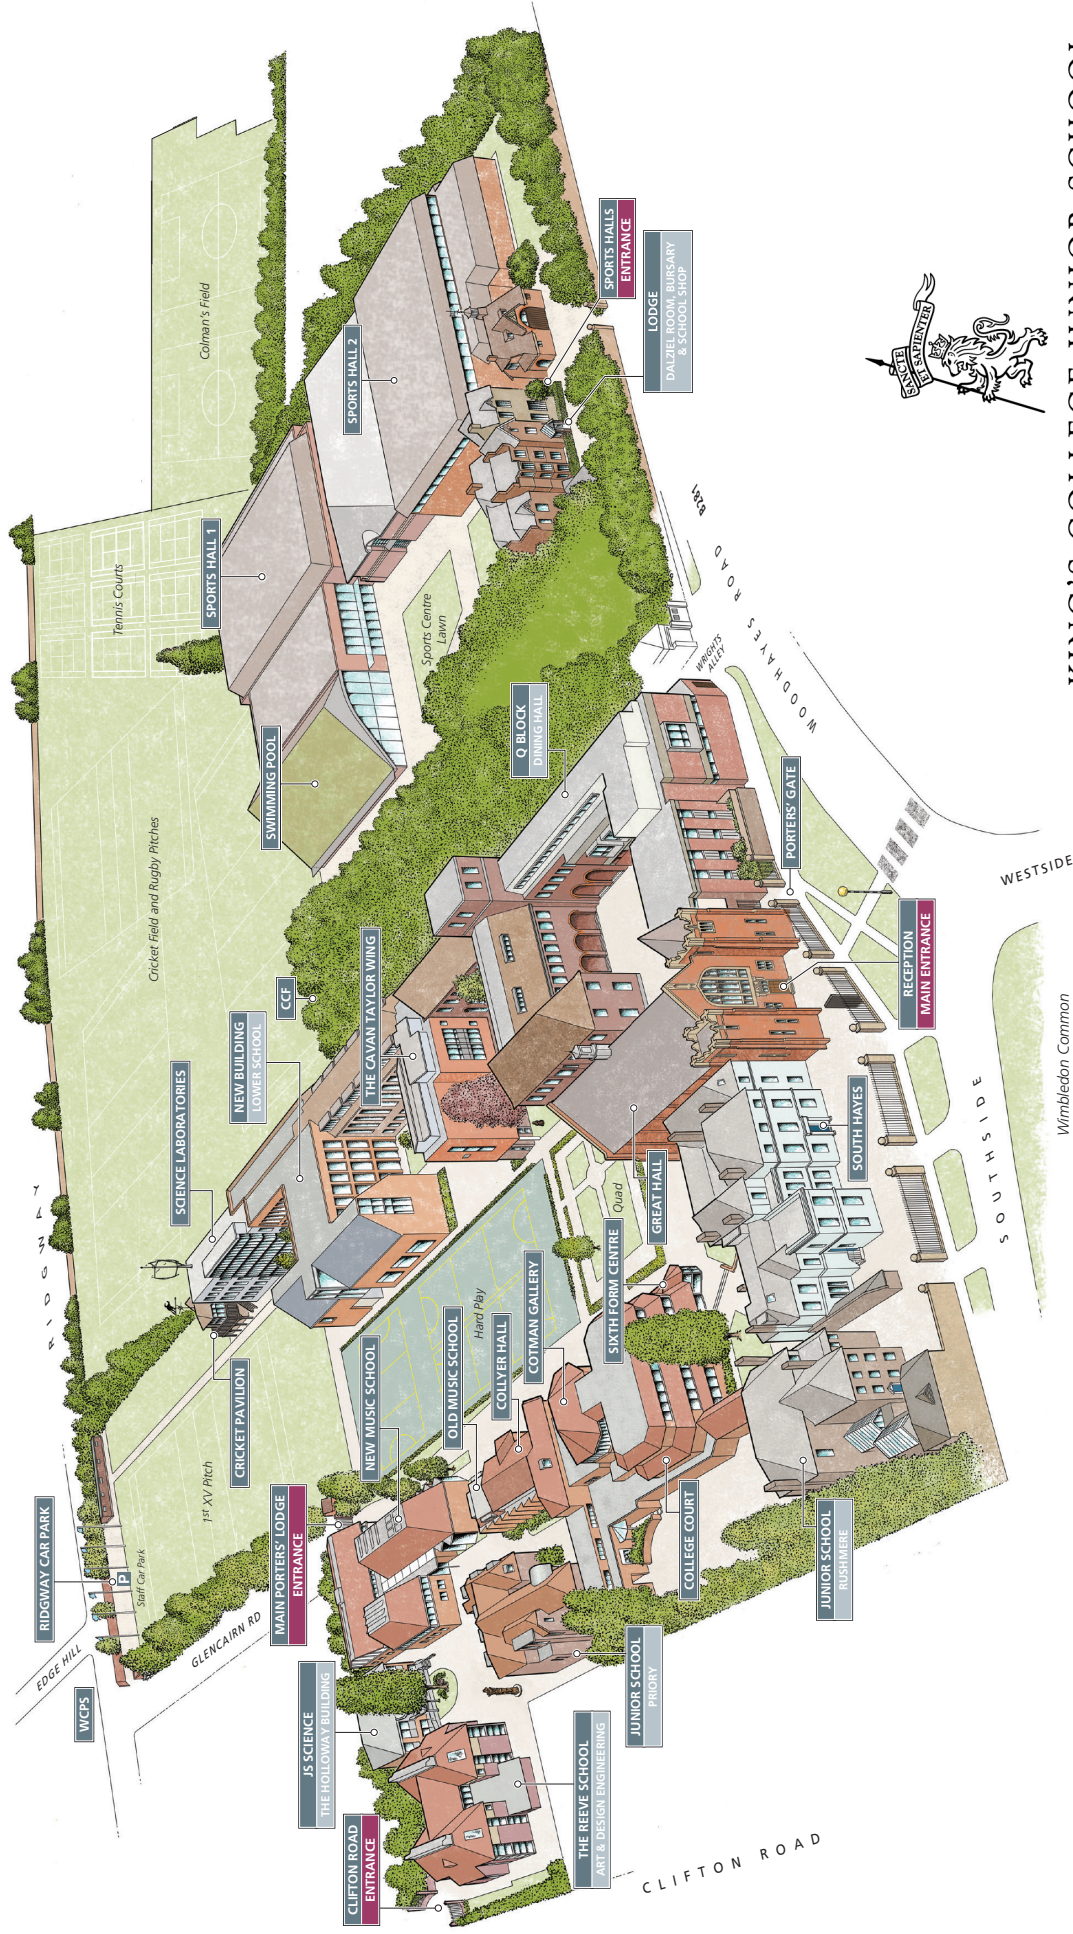 RIDGWAY
EDGE HILL
RIDGWAY CAR PARK
WCPS
P
Staff Car Park
Tennis Courts
Cricket Field and Rugby Pitches
SCIENCE LABORATORIES
Colman's Field
SPORTS HALL 1
1st XV Pitch
GLENCAIRN RD
CRICKET PAVILION
NEW BUILDING
LOWER SCHOOL
SWIMMING POOL
MAIN PORTERS' LODGE
ENTRANCE
CCF
JS SCIENCE
THE HOLLOWAY BUILDING
SPORTS HALL 2
CLIFTON ROAD
ENTRANCE
NEW MUSIC SCHOOL
THE CAVAN TAYLOR WING
Sports Centre
Lawn
OLD MUSIC SCHOOL
Hard Play
COLLYER HALL
COTMAN GALLERY
Q BLOCK
DINING HALL
THE REEVE SCHOOL
ART & DESIGN ENGINEERING
SIXTH FORM CENTRE
Quad
SPORTS HALLS
ENTRANCE
JUNIOR SCHOOL
PRIORY
GREAT HALL
LODGE
DALZIEL ROOM, BURSARY
& SCHOOL SHOP
COLLEGE COURT
B281
WRIGHTS
ALLEY
WOODHAYES ROAD
CLIFTON ROAD
PORTERS' GATE
JUNIOR SCHOOL
RUSHMERE
SOUTH HAYES
RECEPTION
MAIN ENTRANCE
SANCTE
ET SAPIENTER
SOUTHSIDE
WESTSIDE
Wimbledon Common
KING'S COLLEGE JUNIOR SCHOOL